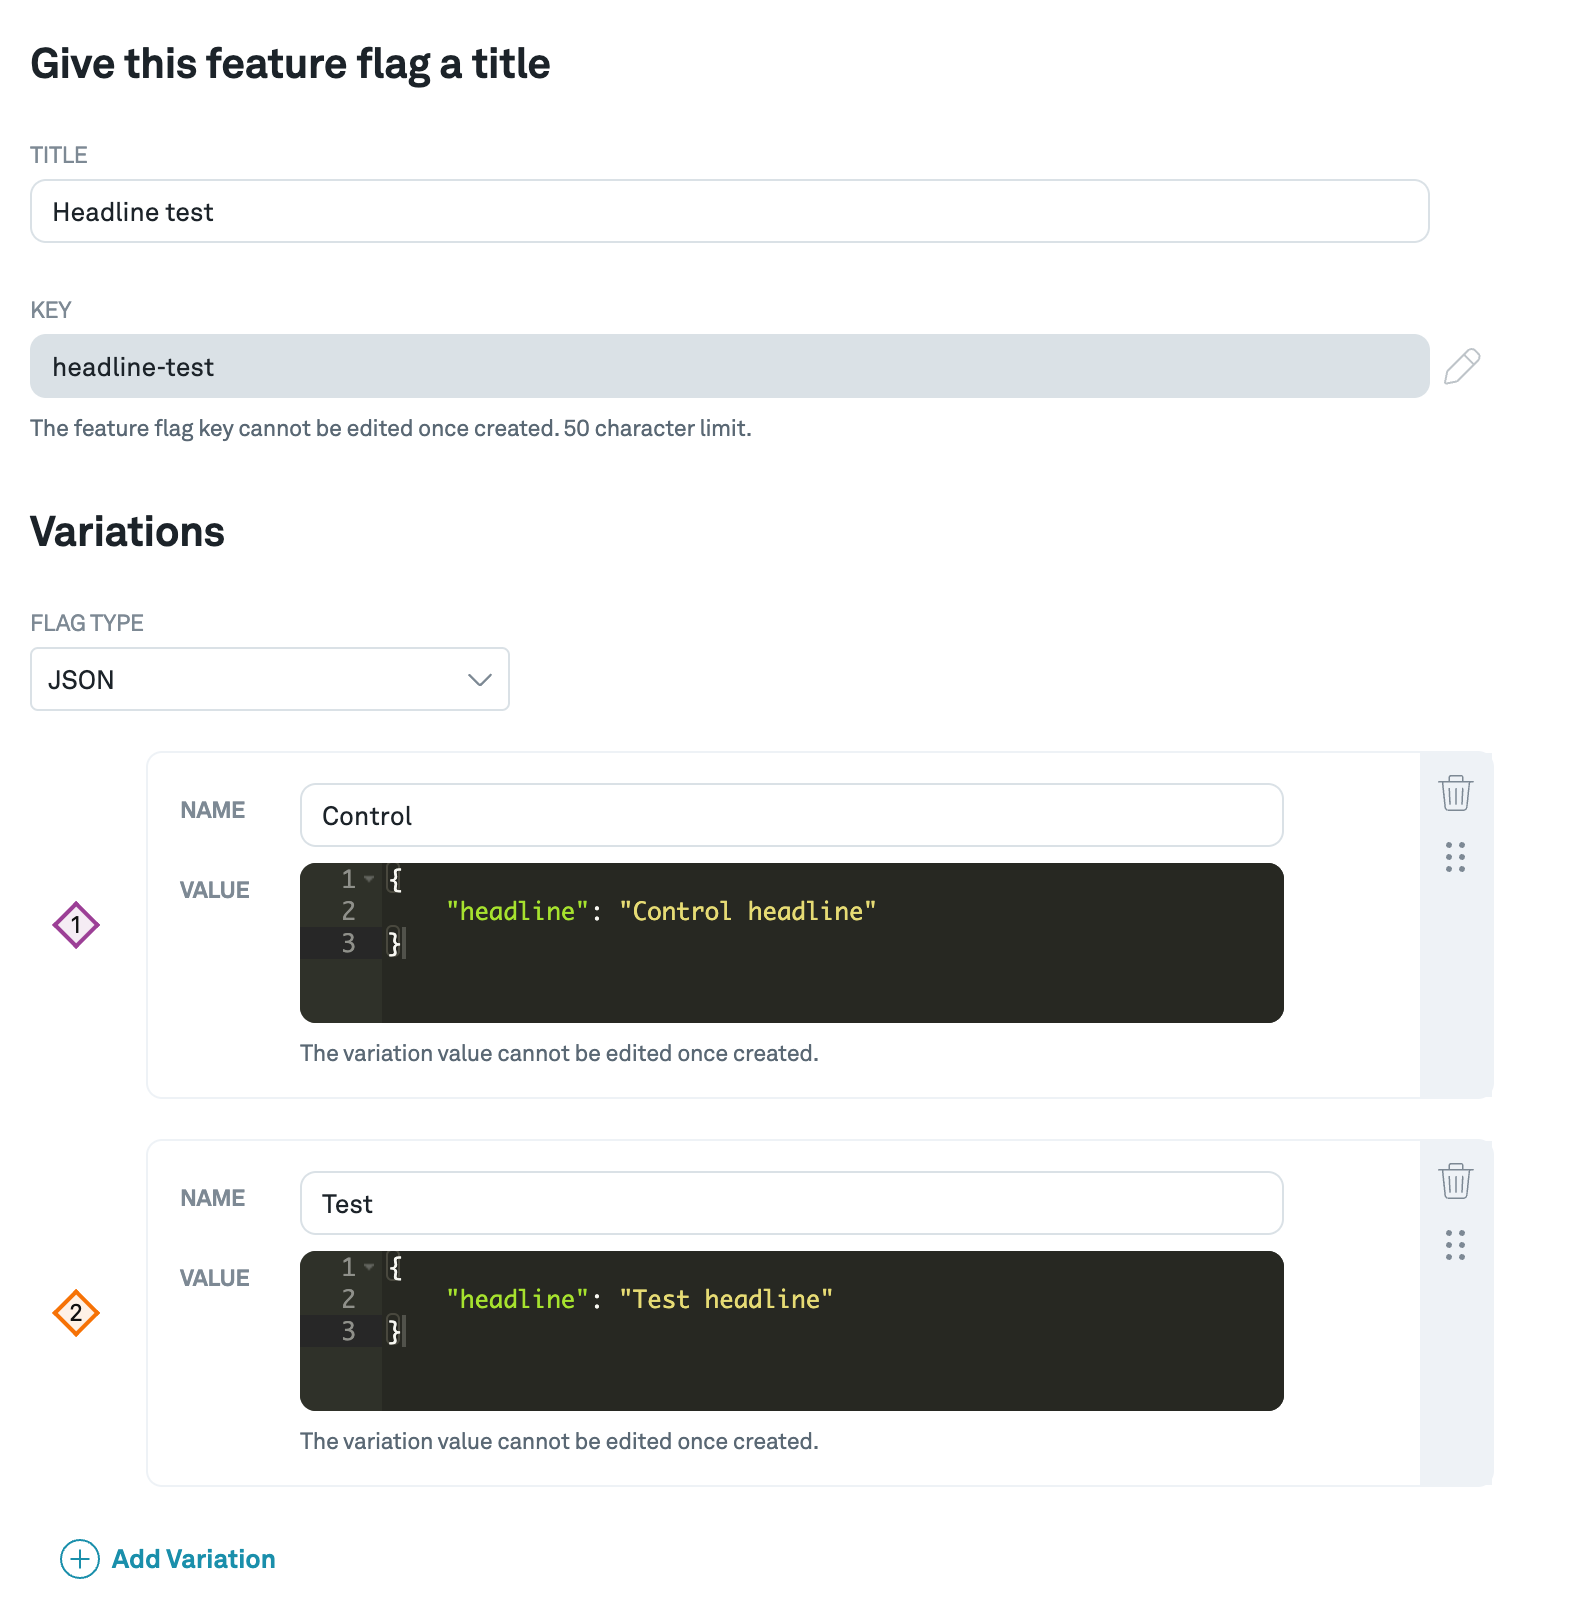 Give this feature flag a title
TITLE
Headline test
KEY
headline-test
The feature flag key cannot be edited once created. 50 character limit.
Variations
FLAG TYPE
JSON
NAME
Control
VALUE
1
1 {
2 "headline": "Control headline"
3 }
The variation value cannot be edited once created.
NAME
Test
VALUE
2
1 {
2 "headline": "Test headline"
3 }
The variation value cannot be edited once created.
Add Variation